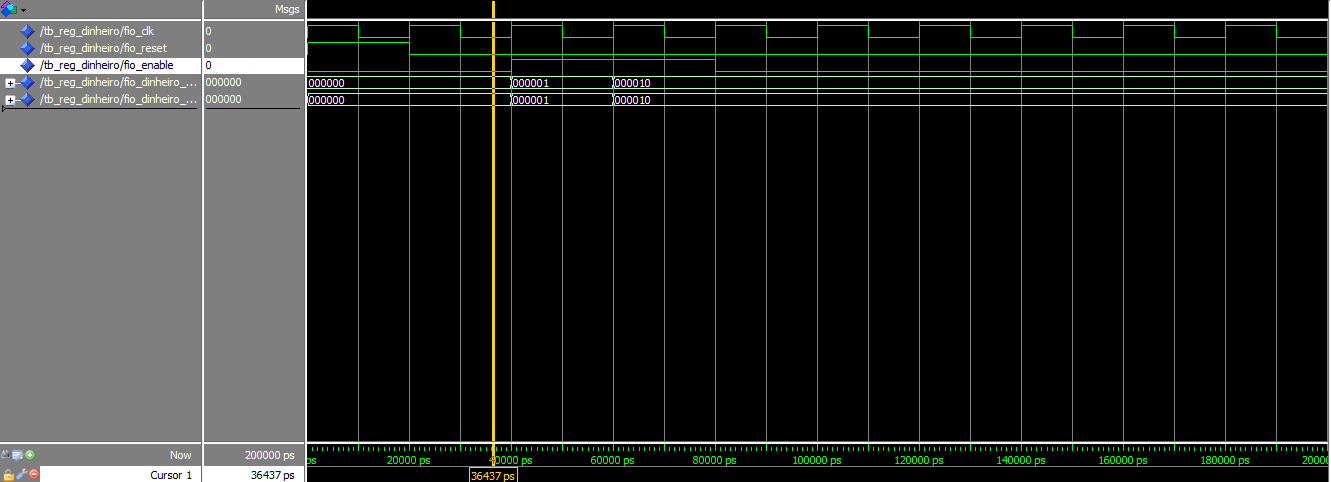 Msgs
/tb_reg_dinheiro/fio_clk 0
/tb_reg_dinheiro/fio_reset 0
/tb_reg_dinheiro/fio_enable 0
/tb_reg_dinheiro/fio_dinheiro_... 000000 000000 000001 000010
/tb_reg_dinheiro/fio_dinheiro_... 000000 000000 000001 000010
Now 200000 ps ps 20000 ps 40000 ps 60000 ps 80000 ps 100000 ps 120000 ps 140000 ps 160000 ps 180000 ps 20000
Cursor 1 36437 ps 36437 ps